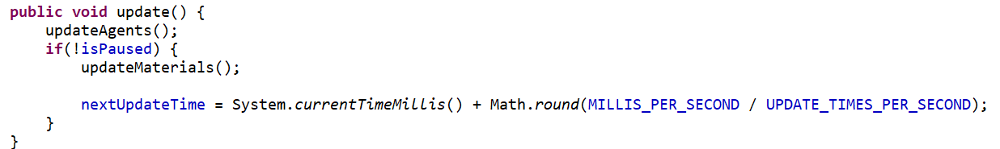 public void update() {
    updateAgents();
    if(!isPaused) {
        updateMaterials();

        nextUpdateTime = System.currentTimeMillis() + Math.round(MILLIS_PER_SECOND / UPDATE_TIMES_PER_SECOND);
    }
}